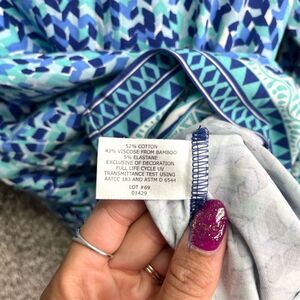 52% COTTON
43% VISCOSE FROM BAMBOO
5% ELASTANE
EXCLUSIVE OF DECORATION
FULL LIFE CYCLE UV
TRANSMITTANCE TEST USING
AATCC 183 AND ASTM D 6544
LOT #69
01429